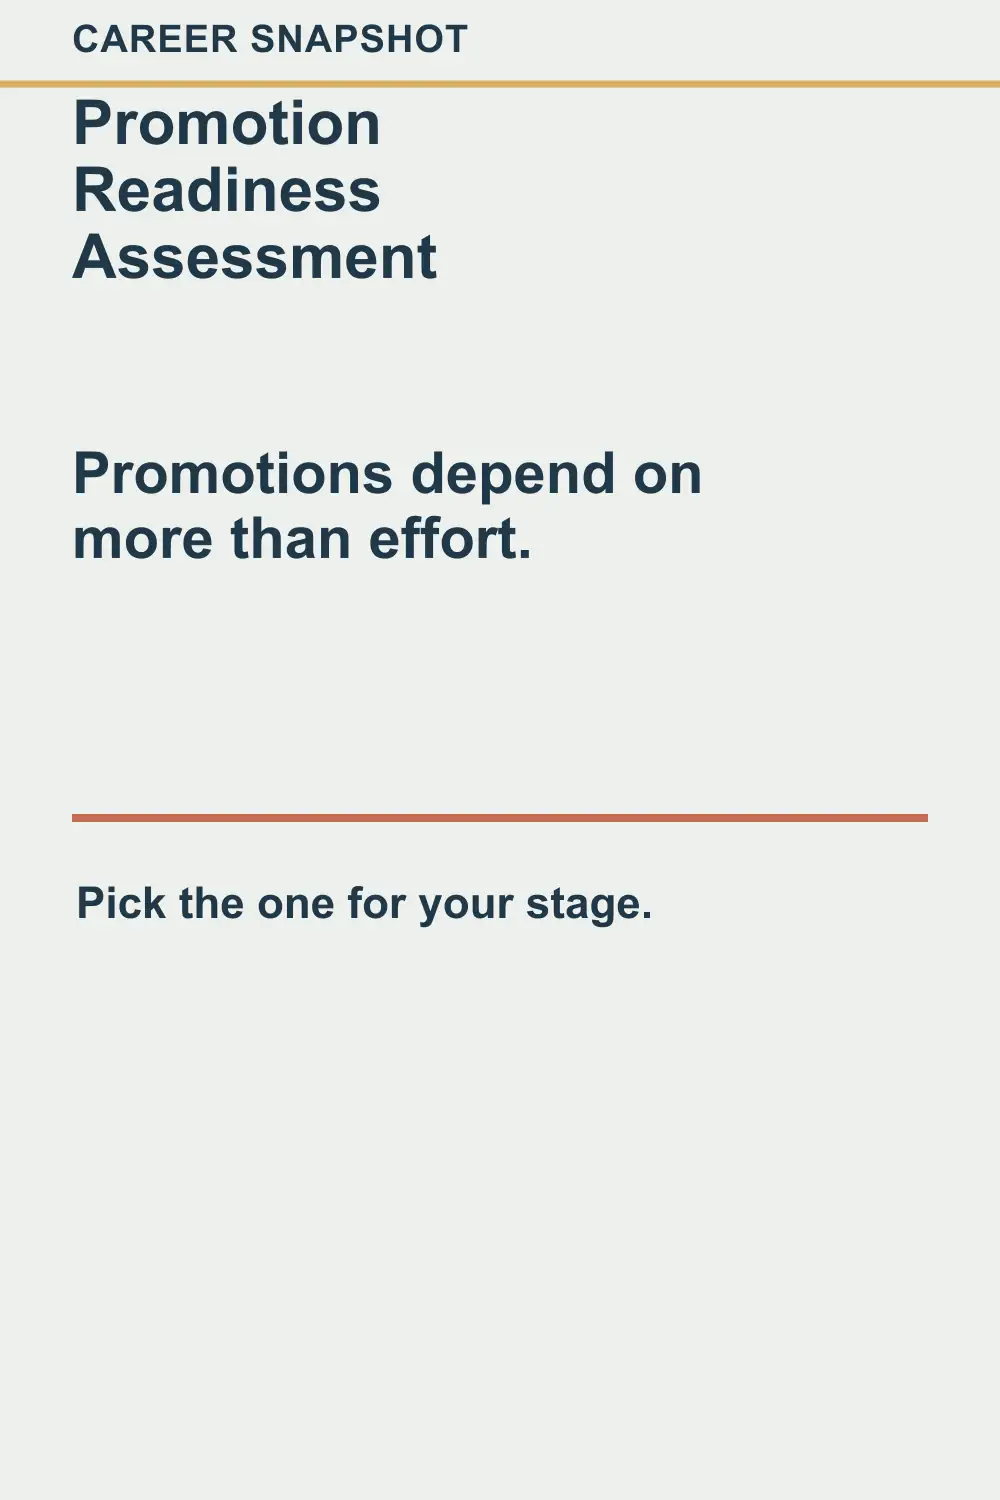 CAREER SNAPSHOT
Promotion
Readiness
Assessment
Promotions depend on
more than effort.
Pick the one for your stage.